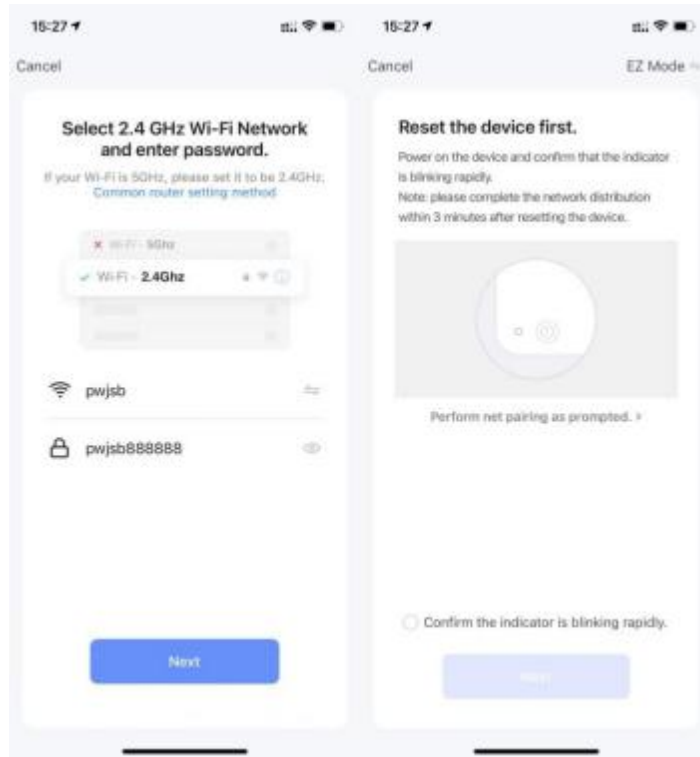 15:27
Cancel
Select 2.4 GHz Wi-Fi Network
and enter password.
If your Wi-Fi is 5GHz, please set it to be 2.4GHz.
Common router setting method
Wi-Fi - 5Ghz
Wi-Fi - 2.4Ghz
pwjsb
pwjsb888888
Next
15:27
Cancel
EZ Mode
Reset the device first.
Power on the device and confirm that the indicator
is blinking rapidly.
Note: please complete the network distribution
within 3 minutes after resetting the device.
Perform net pairing as prompted. >
Confirm the indicator is blinking rapidly.
Next